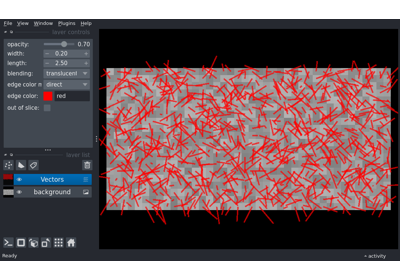 File View Window Plugins Help
layer controls
opacity: 0.70
width: 0.20
length: 2.50
blending: translucent
edge color m direct
edge color: red
out of slice:
layer list
Vectors
background
Ready
activity